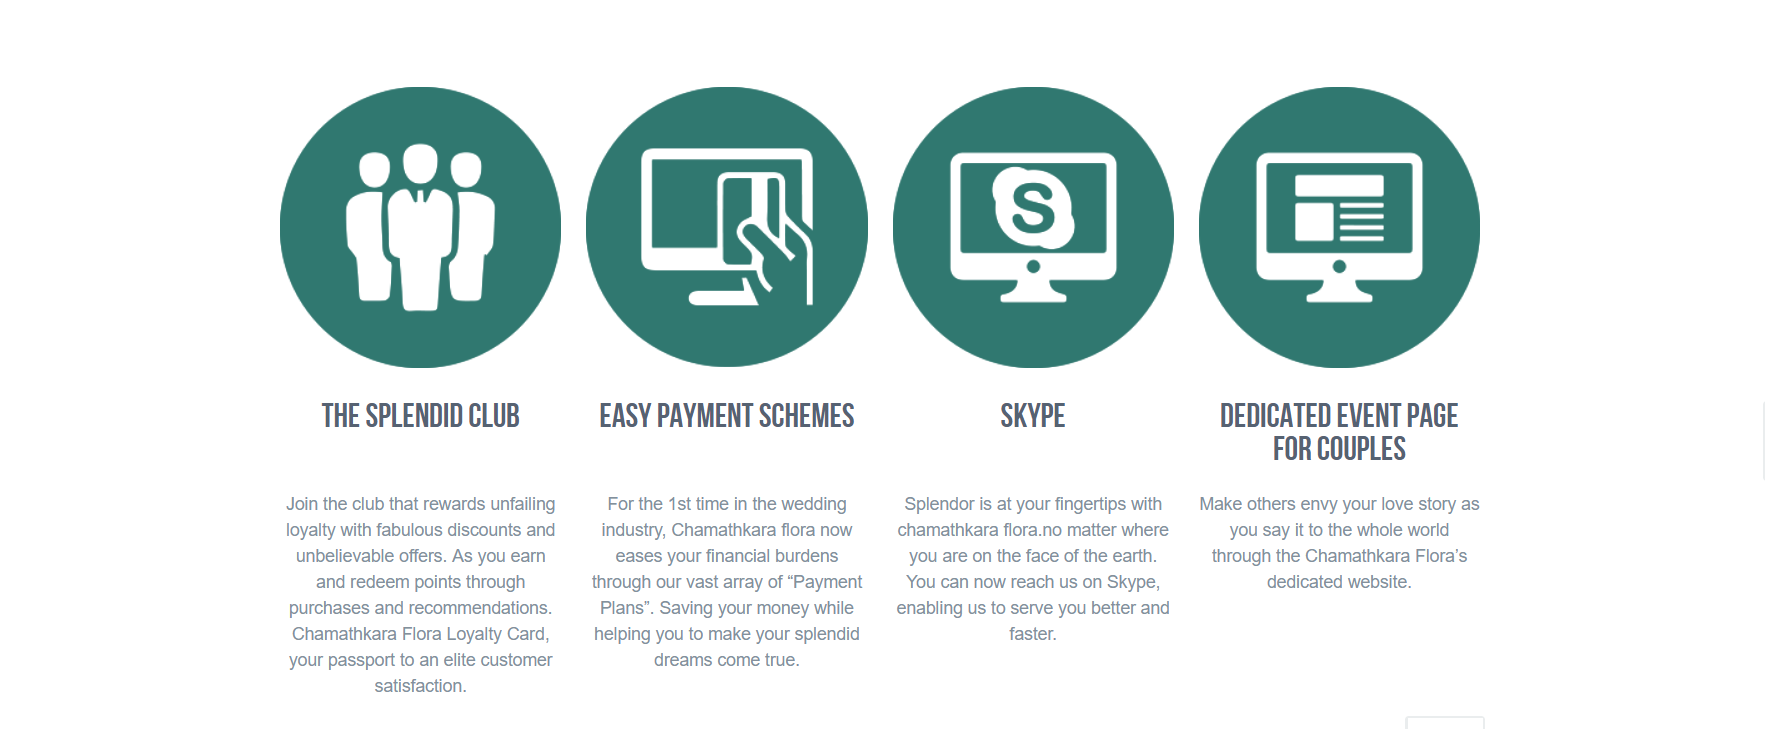 S
THE SPLENDID CLUB
Join the club that rewards unfailing
loyalty with fabulous discounts and
unbelievable offers. As you earn
and redeem points through
purchases and recommendations.
Chamathkara Flora Loyalty Card,
your passport to an elite customer
satisfaction.
EASY PAYMENT SCHEMES
For the 1st time in the wedding
industry, Chamathkara flora now
eases your financial burdens
through our vast array of “Payment
Plans”. Saving your money while
helping you to make your splendid
dreams come true.
SKYPE
Splendor is at your fingertips with
chamathkara flora.no matter where
you are on the face of the earth.
You can now reach us on Skype,
enabling us to serve you better and
faster.
DEDICATED EVENT PAGE
FOR COUPLES
Make others envy your love story as
you say it to the whole world
through the Chamathkara Flora’s
dedicated website.